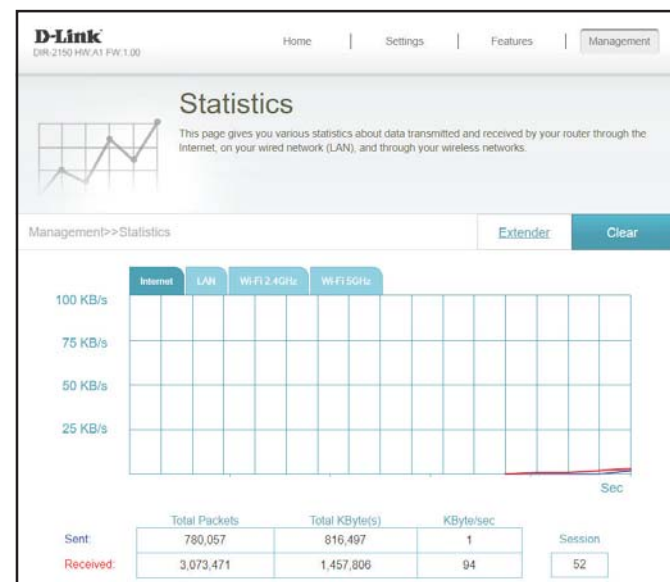 D-Link
DIR-2150 HW:A1 FW:1.00
Home | Settings | Features | Management
Statistics
This page gives you various statistics about data transmitted and received by your router through the
Internet, on your wired network (LAN), and through your wireless networks.
Management>>Statistics
Extender
Clear
Internet LAN Wi-Fi 2.4GHz Wi-Fi 5GHz
100 KB/s
75 KB/s
50 KB/s
25 KB/s
Sec
Total Packets Total KByte(s) KByte/sec
Sent: 780,057 816,497 1 Session
Received: 3,073,471 1,457,806 94 52